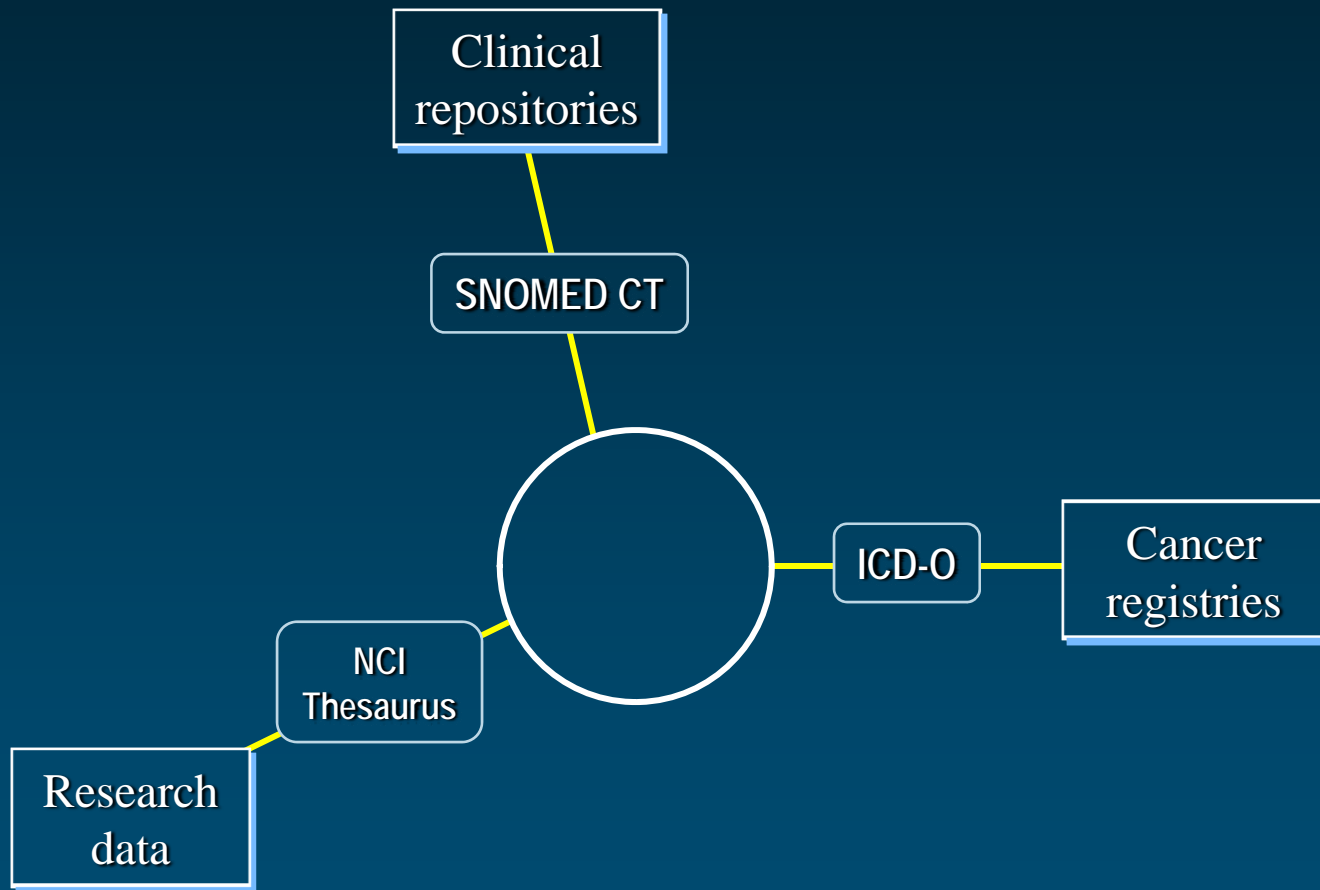 Clinical
repositories
SNOMED CT
ICD-O
Cancer
registries
NCI
Thesaurus
Research
data